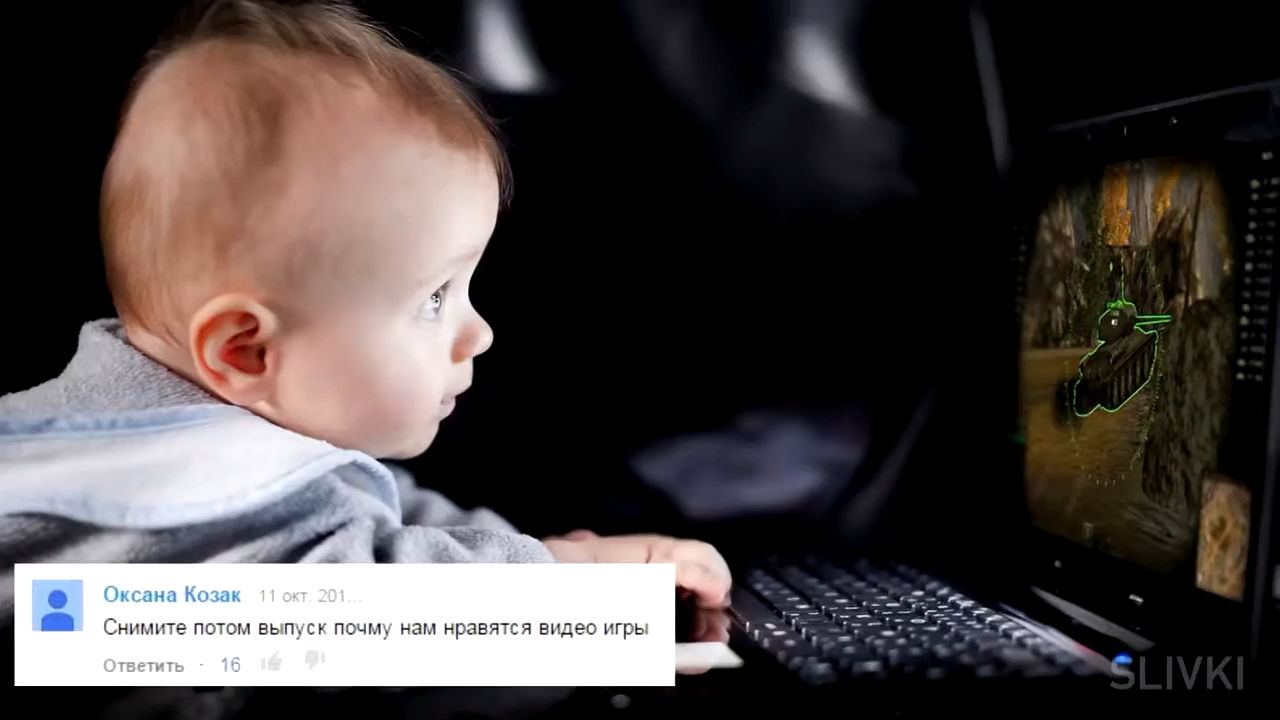 Оксана Козак 11 окт. 201...
Снимите потом выпуск почму нам нравятся видео игры
Ответить · 16
SLIVKI